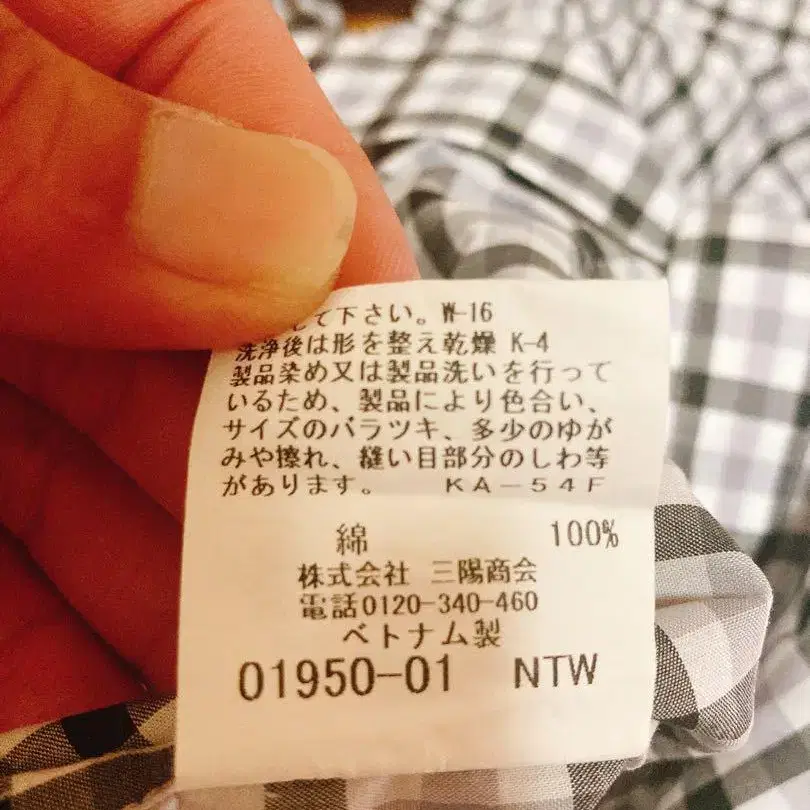 して下さい。W-16
洗浄後は形を整え乾燥 K-4
製品染め又は製品洗いを行って
いるため、製品により色合い、
サイズのバラツキ、多少のゆが
みや擦れ、縫い目部分のしわ等
があります。 KA-54F
綿 100%
株式会社 三陽商会
電話0120-340-460
ベトナム製
01950-01 NTW